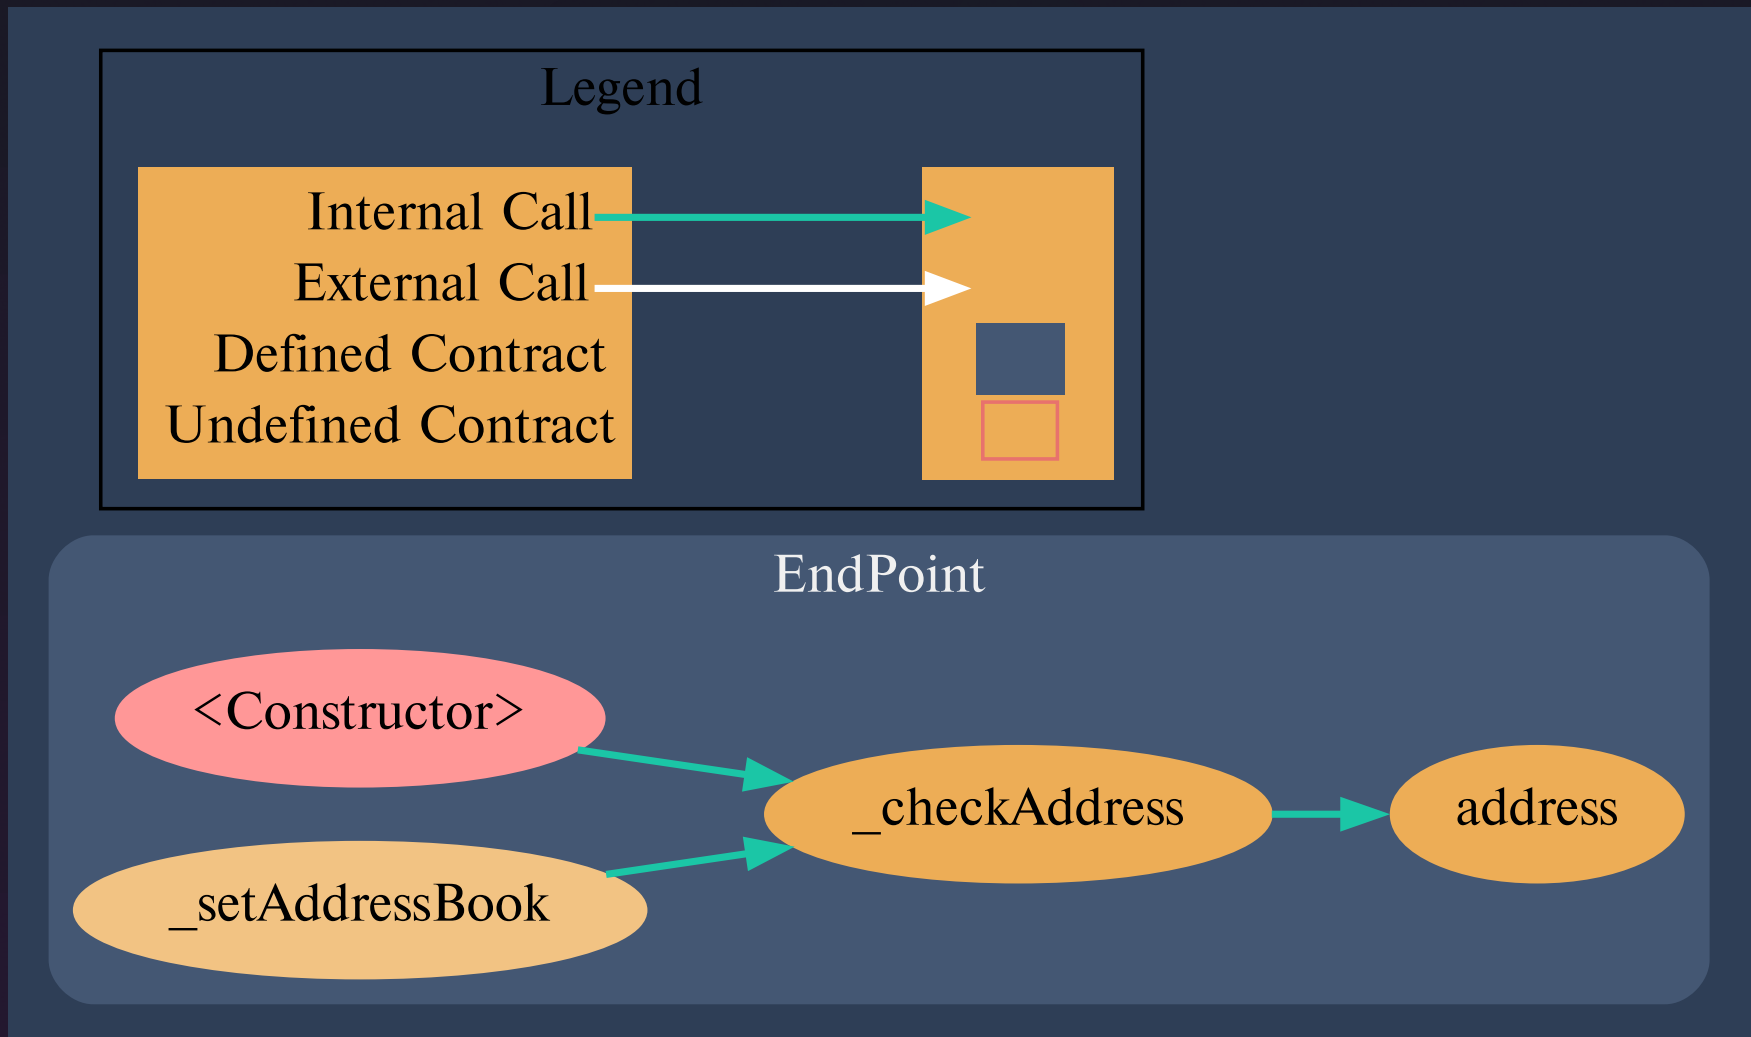 Legend
Internal Call
External Call
Defined Contract
Undefined Contract
EndPoint
<Constructor>
_checkAddress
address
_setAddressBook